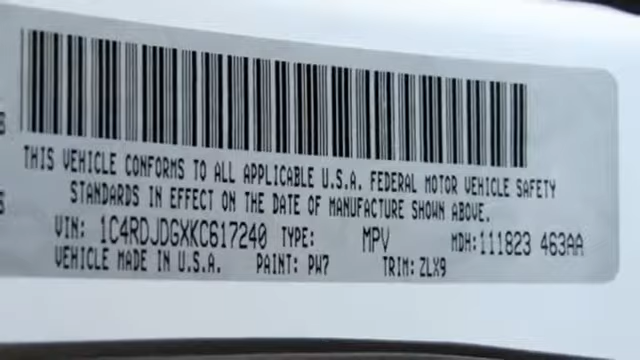 THIS VEHICLE CONFORMS TO ALL APPLICABLE U.S.A. FEDERAL MOTOR VEHICLE SAFETY
STANDARDS IN EFFECT ON THE DATE OF MANUFACTURE SHOWN ABOVE.
VIN: 1C4RDJDGXKC617240 TYPE: MPV MDH: 111823 463AA
VEHICLE MADE IN U.S.A. PAINT: PW7 TRIM: ZLX9